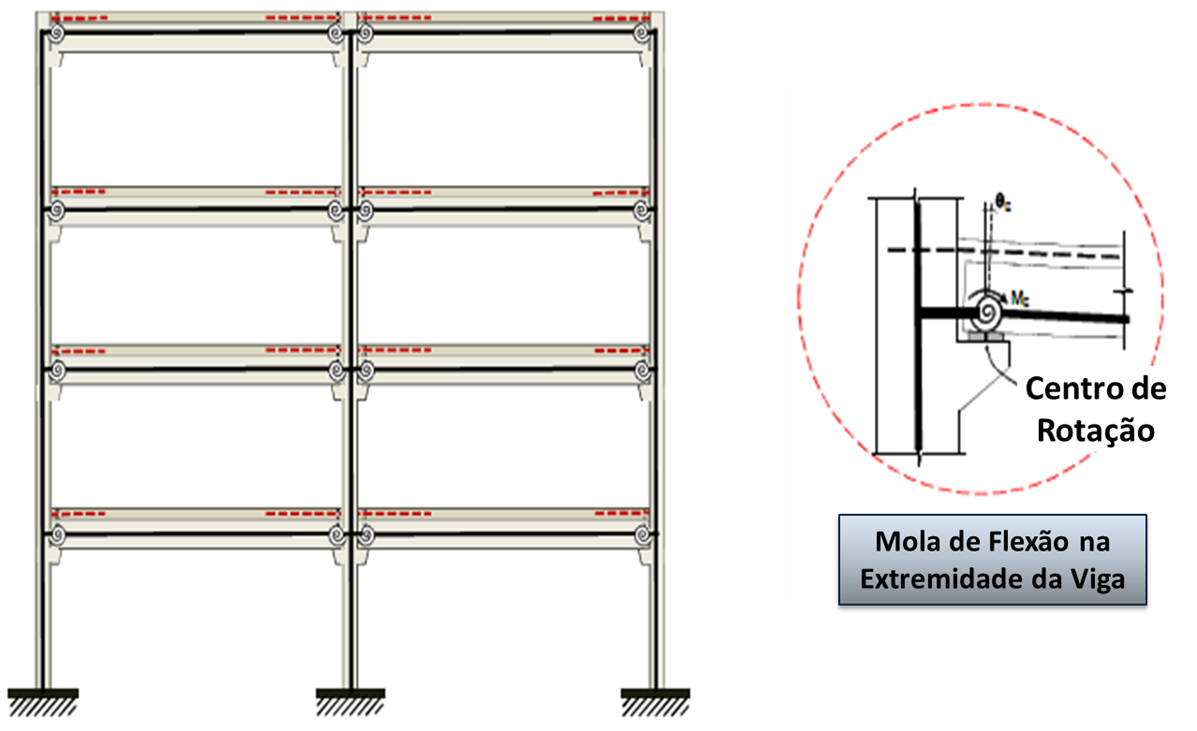 θc
Mc
Centro de
Rotação
Mola de Flexão na
Extremidade da Viga